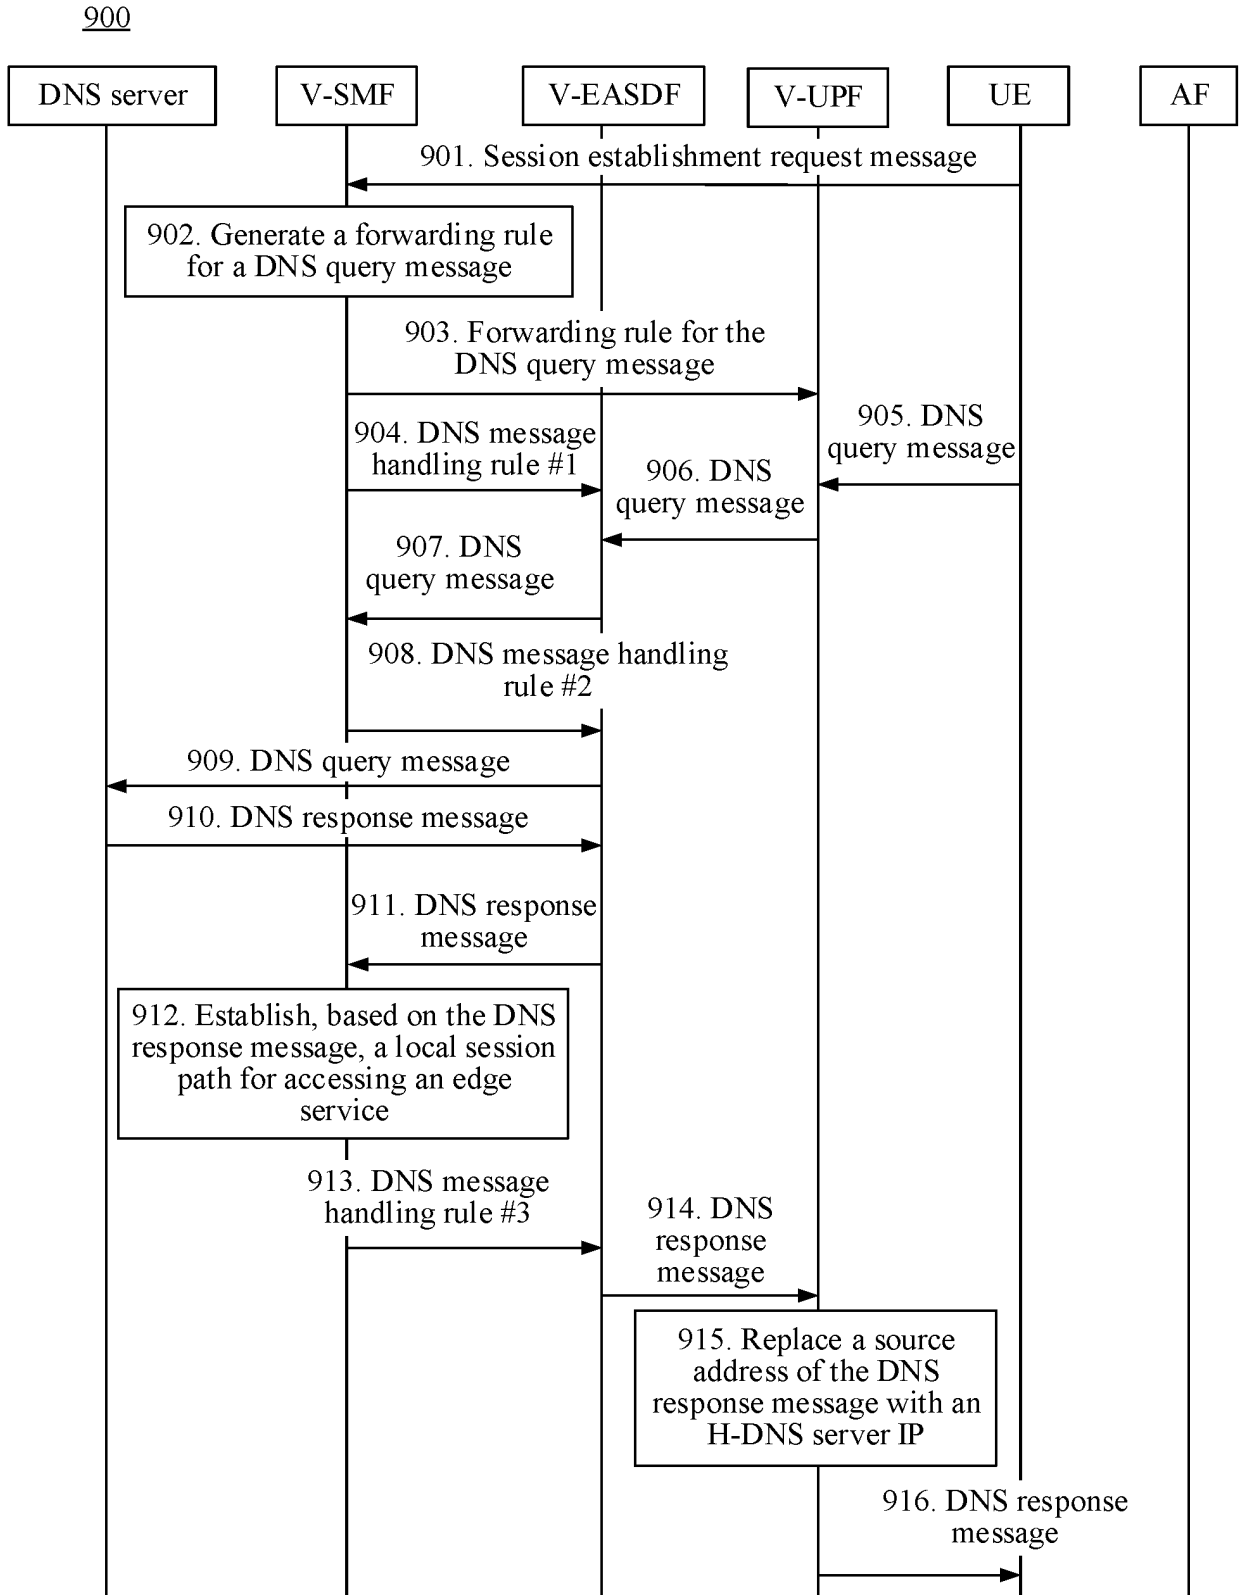 900
DNS server
V-SMF
V-EASDF
V-UPF
UE
AF
901. Session establishment request message
902. Generate a forwarding rule
for a DNS query message
903. Forwarding rule for the
DNS query message
904. DNS message
handling rule #1
905. DNS
query message
906. DNS
query message
907. DNS
query message
908. DNS message handling
rule #2
909. DNS query message
910. DNS response message
911. DNS response
message
912. Establish, based on the DNS
response message, a local session
path for accessing an edge
service
913. DNS message
handling rule #3
914. DNS
response
message
915. Replace a source
address of the DNS
response message with an
H-DNS server IP
916. DNS response
message